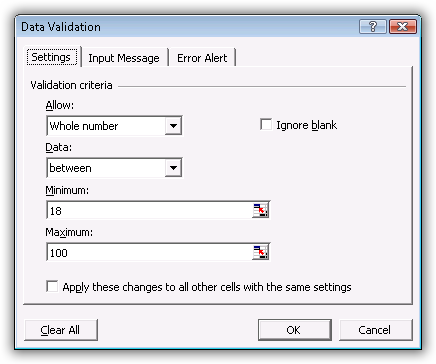 Data Validation
Settings Input Message Error Alert
Validation criteria
Allow:
Whole number
Ignore blank
Data:
between
Minimum:
18
Maximum:
100
Apply these changes to all other cells with the same settings
Clear All OK Cancel